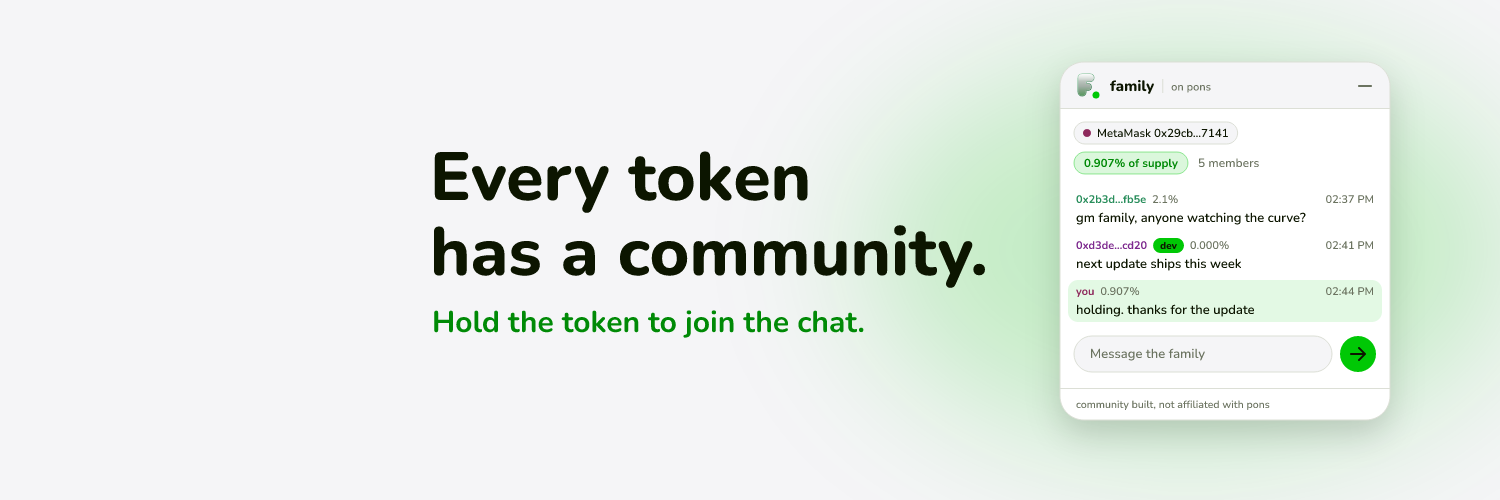 Every token
has a community.
Hold the token to join the chat.
family on pons
MetaMask 0x29cb...7141
0.907% of supply 5 members
0x2b3d...fb5e 2.1% 02:37 PM
gm family, anyone watching the curve?
0xd3de...cd20 dev 0.000% 02:41 PM
next update ships this week
you 0.907% 02:44 PM
holding. thanks for the update
Message the family
community built, not affiliated with pons